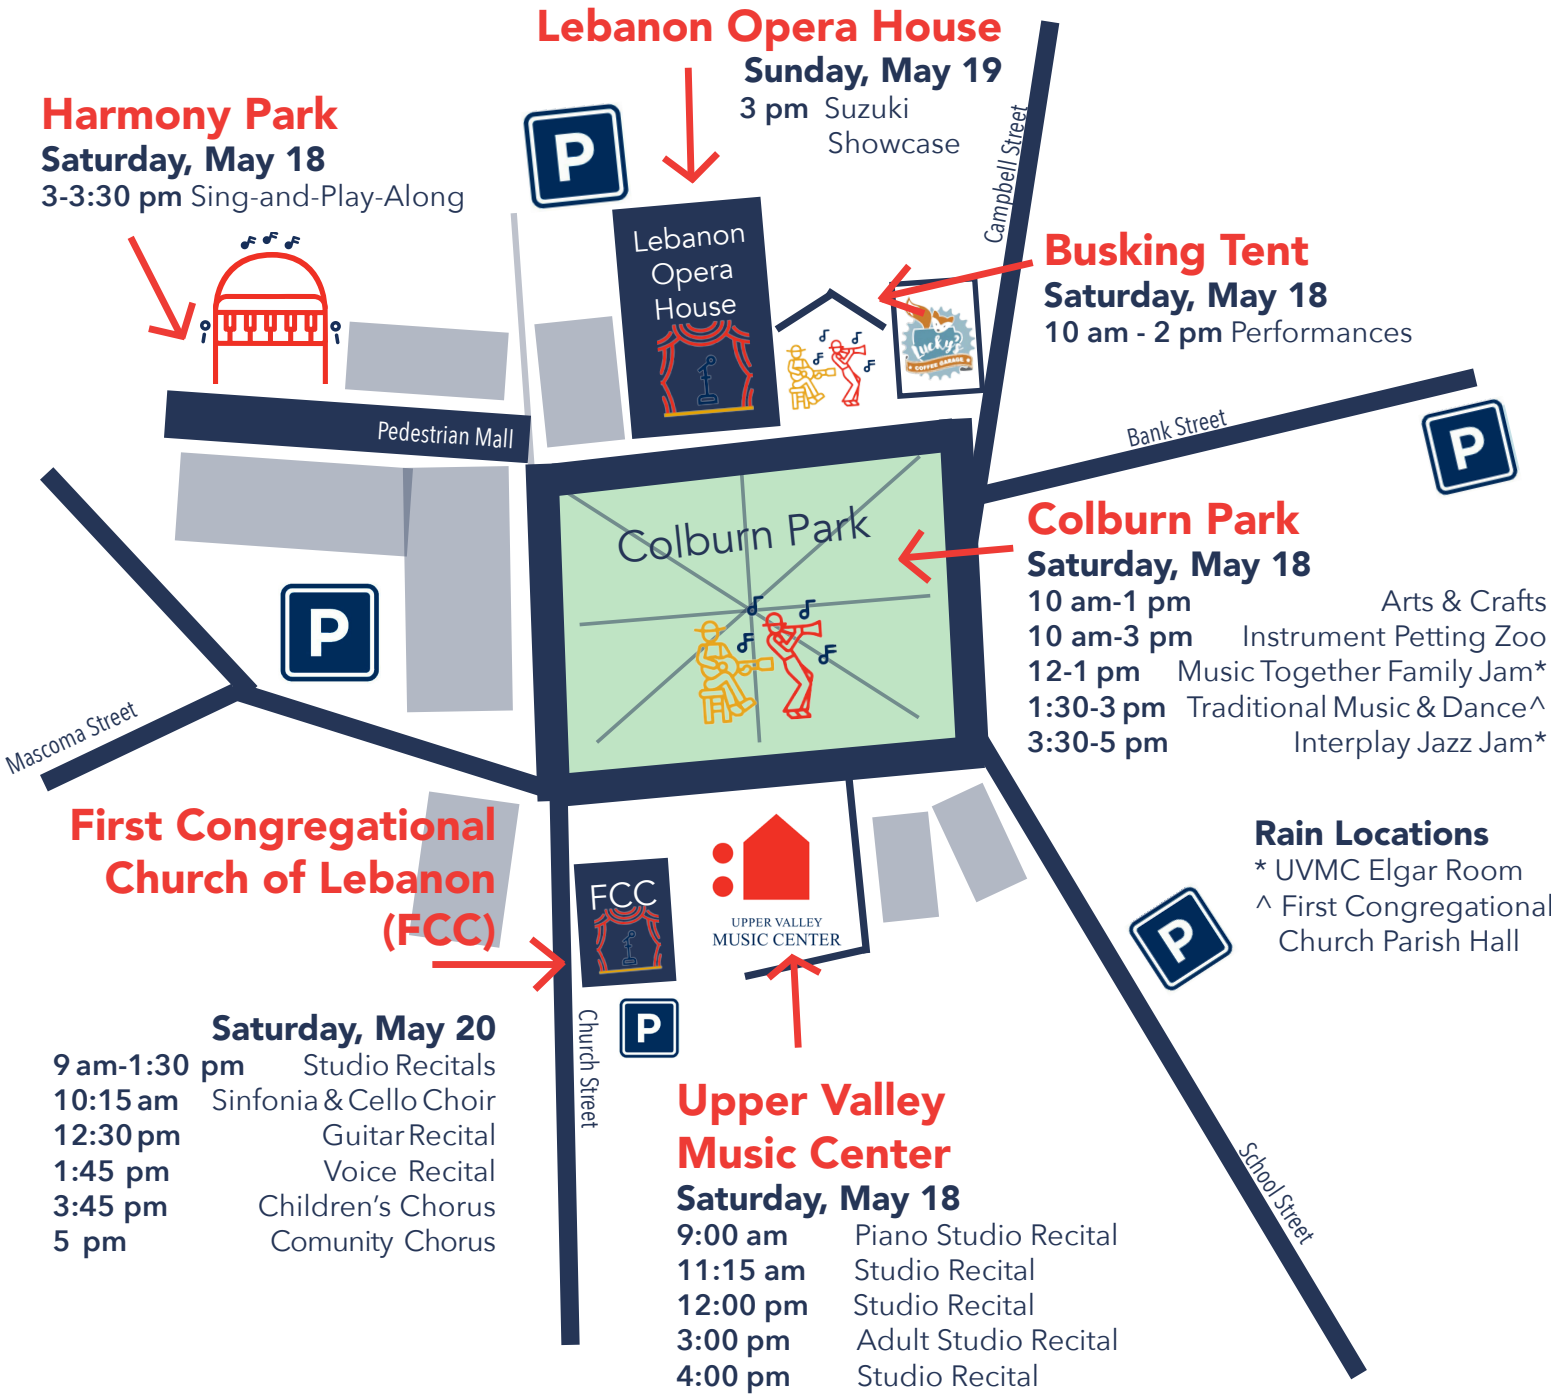 Lebanon Opera House
Sunday, May 19
3 pm Suzuki
Showcase
Harmony Park
Saturday, May 18
3-3:30 pm Sing-and-Play-Along
P
Campbell Street
Lebanon
Opera
House
Busking Tent
Saturday, May 18
10 am - 2 pm Performances
Lucky's
COFFEE GARAGE
Pedestrian Mall
Bank Street
P
Colburn Park
Colburn Park
Saturday, May 18
10 am-1 pm Arts & Crafts
10 am-3 pm Instrument Petting Zoo
12-1 pm Music Together Family Jam*
1:30-3 pm Traditional Music & Dance^
3:30-5 pm Interplay Jazz Jam*
P
Mascoma Street
First Congregational
Church of Lebanon
(FCC)
FCC
UPPER VALLEY
MUSIC CENTER
Rain Locations
* UVMC Elgar Room
^ First Congregational
Church Parish Hall
P
P
Church Street
Saturday, May 20
9 am-1:30 pm Studio Recitals
10:15 am Sinfonia & Cello Choir
12:30 pm Guitar Recital
1:45 pm Voice Recital
3:45 pm Children's Chorus
5 pm Comunity Chorus
Upper Valley
Music Center
Saturday, May 18
9:00 am Piano Studio Recital
11:15 am Studio Recital
12:00 pm Studio Recital
3:00 pm Adult Studio Recital
4:00 pm Studio Recital
School Street